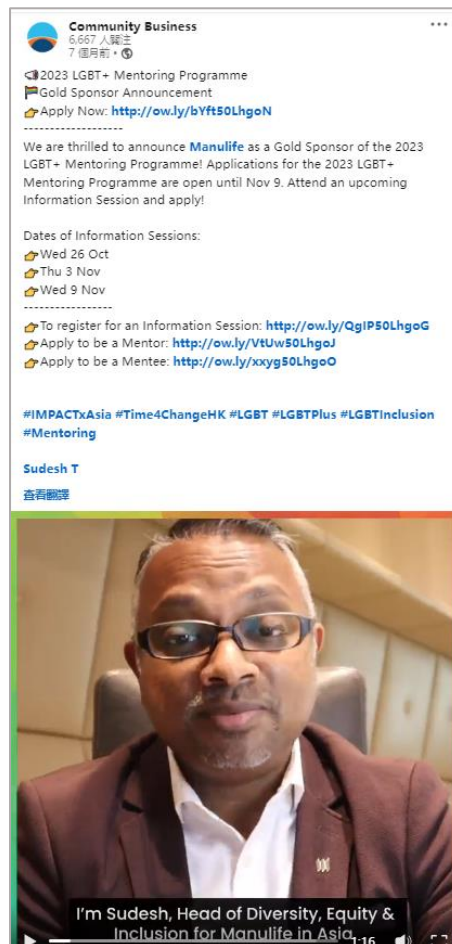 Community Business
6,667 人關注
7 個月前 •
2023 LGBT+ Mentoring Programme
Gold Sponsor Announcement
Apply Now: http://ow.ly/bYft50LhgoN
-------------------
We are thrilled to announce Manulife as a Gold Sponsor of the 2023
LGBT+ Mentoring Programme! Applications for the 2023 LGBT+
Mentoring Programme are open until Nov 9. Attend an upcoming
Information Session and apply!
Dates of Information Sessions:
Wed 26 Oct
Thu 3 Nov
Wed 9 Nov
-----------------
To register for an Information Session: http://ow.ly/QgIP50LhgoG
Apply to be a Mentor: http://ow.ly/VtUw50LhgoJ
Apply to be a Mentee: http://ow.ly/xxyg50LhgoO
#IMPACTxAsia #Time4ChangeHK #LGBT #LGBTPlus #LGBTInclusion
#Mentoring
Sudesh T
查看翻譯
I'm Sudesh, Head of Diversity, Equity &
Inclusion for Manulife in Asia
1:16